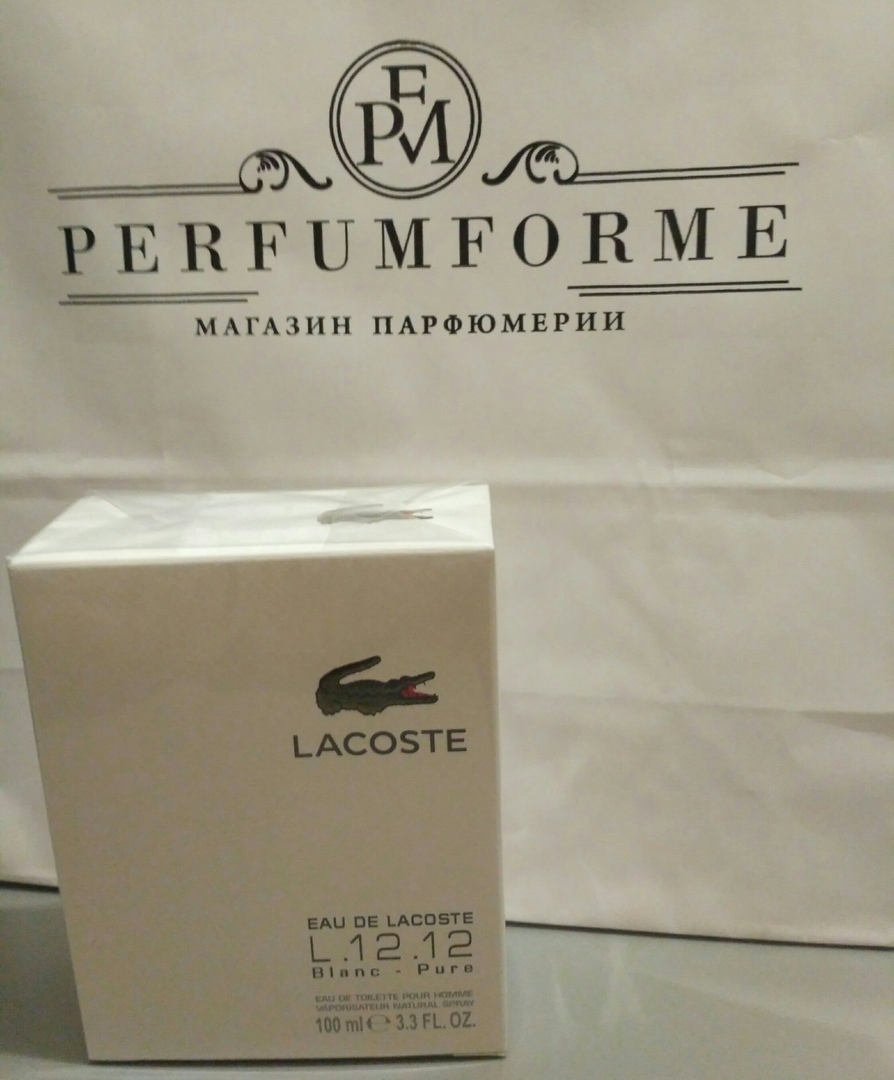 PFM
PERFUMFORME
МАГАЗИН ПАРФЮМЕРИИ
LACOSTE
EAU DE LACOSTE
L.12.12
Blanc - Pure
EAU DE TOILETTE POUR HOMME
VAPORISATEUR NATURAL SPRAY
100 ml ℮ 3.3 FL. OZ.